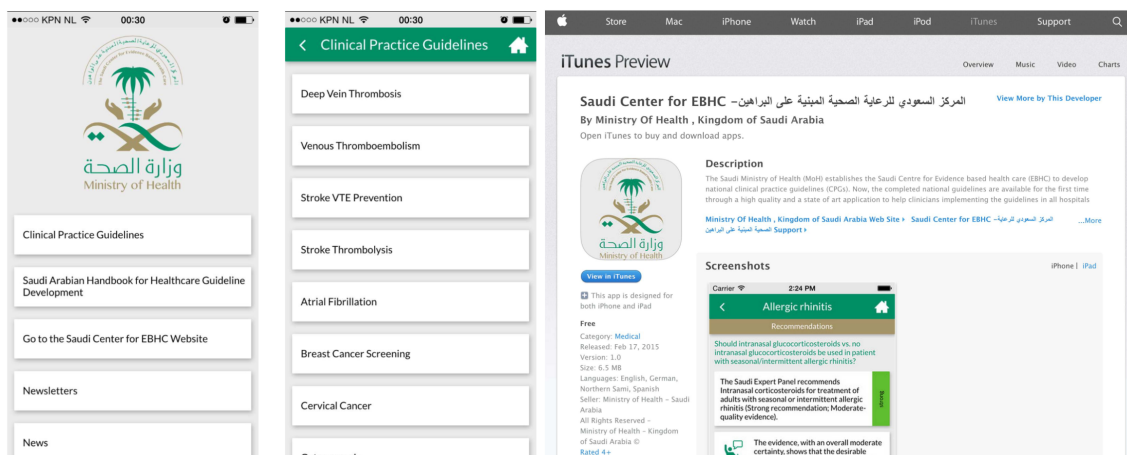 KPN NL 00:30
وزارة الصحة
Ministry of Health
Clinical Practice Guidelines
Saudi Arabian Handbook for Healthcare Guideline
Development
Go to the Saudi Center for EBHC Website
Newsletters
News
KPN NL 00:30
Clinical Practice Guidelines
Deep Vein Thrombosis
Venous Thromboembolism
Stroke VTE Prevention
Stroke Thrombolysis
Atrial Fibrillation
Breast Cancer Screening
Cervical Cancer
Store Mac iPhone Watch iPad iPod iTunes Support
iTunes Preview
Overview Music Video Charts
Saudi Center for EBHC – المركز السعودي للرعاية الصحية المبنية على البراهين
View More by This Developer
By Ministry Of Health , Kingdom of Saudi Arabia
Open iTunes to buy and download apps.
وزارة الصحة
Ministry of Health
View in iTunes
This app is designed for
both iPhone and iPad
Free
Category: Medical
Released: Feb 17, 2015
Version: 1.0
Size: 6.5 MB
Languages: English, German,
Northern Sami, Spanish
Seller: Ministry of Health - Saudi
Arabia
All Rights Reserved –
Ministry of Health - Kingdom
of Saudi Arabia ©
Rated 4+
Description
The Saudi Ministry of Health (MoH) establishes the Saudi Centre for Evidence based health care (EBHC) to develop
national clinical practice guidelines (CPGs). Now, the completed national guidelines are available for the first time
through a high quality and a state of art application to help clinicians implementing the guidelines in all hospitals
Ministry Of Health , Kingdom of Saudi Arabia Web Site Saudi Center for EBHC – المركز السعودي للرعاية
الصحية المبنية على البراهين Support
...More
Screenshots
iPhone | iPad
Carrier 2:24 PM
Allergic rhinitis
Recommendations
Should intranasal glucocorticosteroids vs. no
intranasal glucocorticosteroids be used in patient
with seasonal/intermittent allergic rhinitis?
The Saudi Expert Panel recommends
Intranasal corticosteroids for treatment of
adults with seasonal or intermittent allergic
rhinitis (Strong recommendation; Moderate-
quality evidence).
Strong
The evidence, with an overall moderate
certainty, shows that the desirable